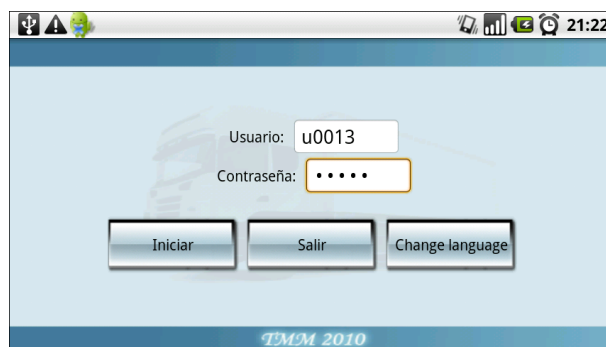 21:22
Usuario: u0013
Contraseña: •••••
Iniciar Salir Change language
TMM 2010